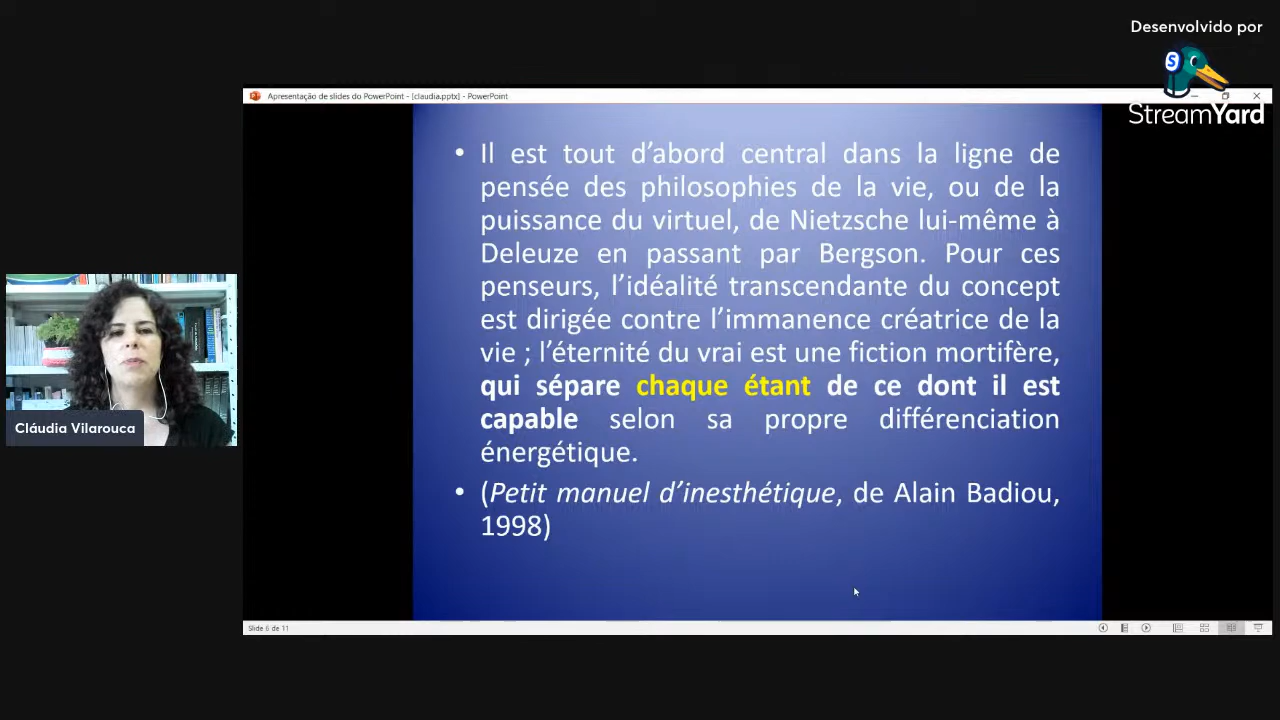 Desenvolvido por
S
StreamYard
Apresentação de slides do PowerPoint - [claudia.pptx] - PowerPoint
• Il est tout d’abord central dans la ligne de
pensée des philosophies de la vie, ou de la
puissance du virtuel, de Nietzsche lui-même à
Deleuze en passant par Bergson. Pour ces
penseurs, l’idéalité transcendante du concept
est dirigée contre l’immanence créatrice de la
vie ; l’éternité du vrai est une fiction mortifère,
qui sépare chaque étant de ce dont il est
capable selon sa propre différenciation
énergétique.
• (Petit manuel d’inesthétique, de Alain Badiou,
1998)
Cláudia Vilarouca
Slide 6 de 11